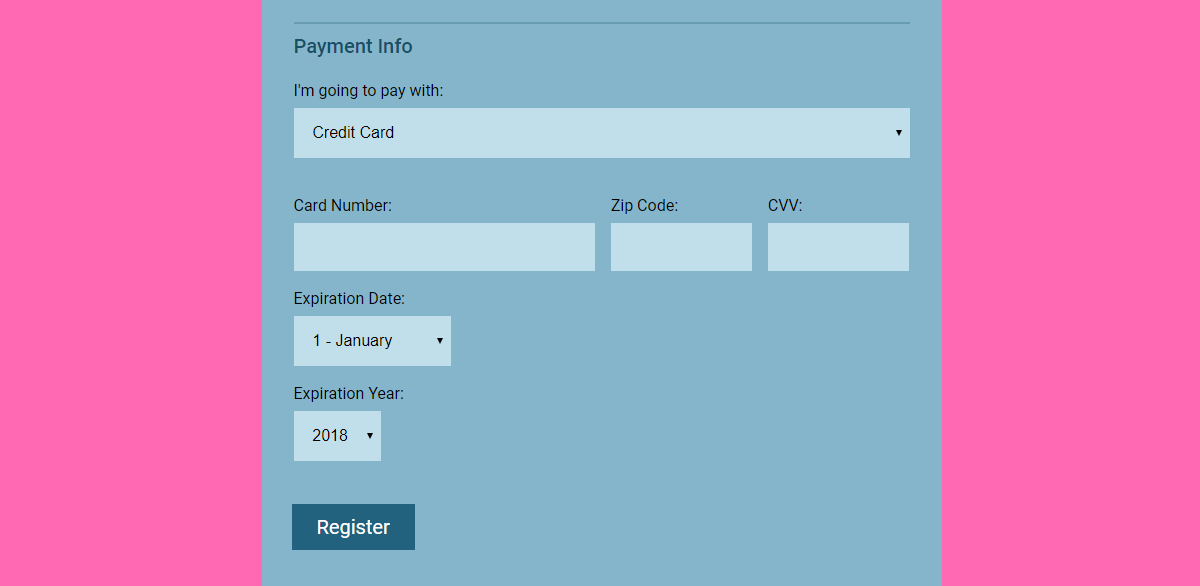 Payment Info
I'm going to pay with:
Credit Card
Card Number: Zip Code: CVV:
Expiration Date:
1 - January
Expiration Year:
2018
Register